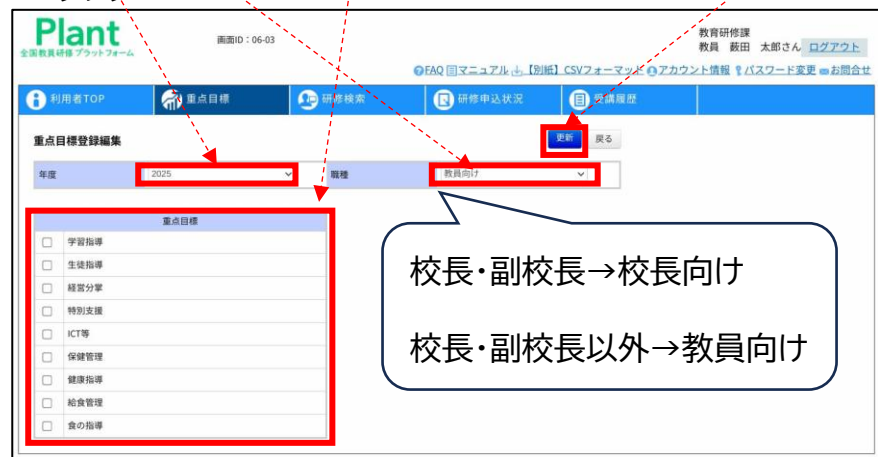 Plant
全国教員研修 プラットフォーム
画面ID：06-03
教育研修課
教員　薮田　太郎さん ログアウト
FAQ マニュアル 【別紙】CSVフォーマット アカウント情報 パスワード変更 お問合せ
利用者TOP 重点目標 研修検索 研修申込状況 受講履歴
重点目標登録編集 更新 戻る
年度 2025 職種 教員向け
重点目標
学習指導
生徒指導
経営分掌
特別支援
ICT等
保健管理
健康指導
給食管理
食の指導
校長・副校長→校長向け
校長・副校長以外→教員向け